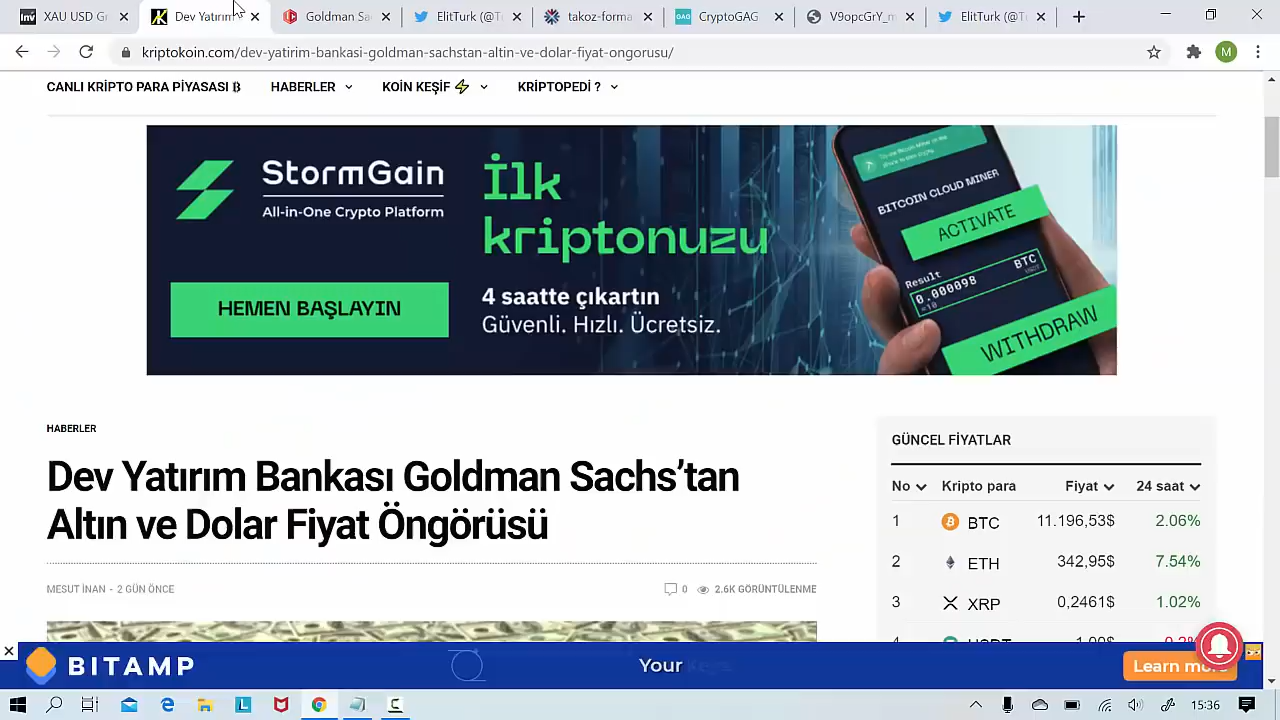 XAU USD G
Dev Yatırım
Goldman Sa
ElitTurk (@T
takoz-forma
CryptoGAC
VPopGrY_m
ElitTurk (@T
kriptokoin.com/dev-yatirim-bankasi-goldman-sachstan-altin-ve-dolar-fiyat-ongorusu/
M
CANLI KRİPTO PARA PİYASASI
HABERLER
KOİN KEŞİF
KRİPTOPEDİ ?
StormGain
All-in-One Crypto Platform
HEMEN BAŞLAYIN
İlk
kriptonuzu
4 saatte çıkartın
Güvenli. Hızlı. Ücretsiz.
BITCOIN CLOUD MINER
ACTIVATE
Result
BTC
0.000098
WITHDRAW
HABERLER
Dev Yatırım Bankası Goldman Sachs’tan
Altın ve Dolar Fiyat Öngörüsü
MESUT İNAN - 2 GÜN ÖNCE
0 2.6K GÖRÜNTÜLENME
GÜNCEL FİYATLAR
No Kripto para Fiyat 24 saat
1 BTC 11.196,53$ 2.06%
2 ETH 342,95$ 7.54%
3 XRP 0,2461$ 1.02%
BITAMP
Your
Learn more
15:36